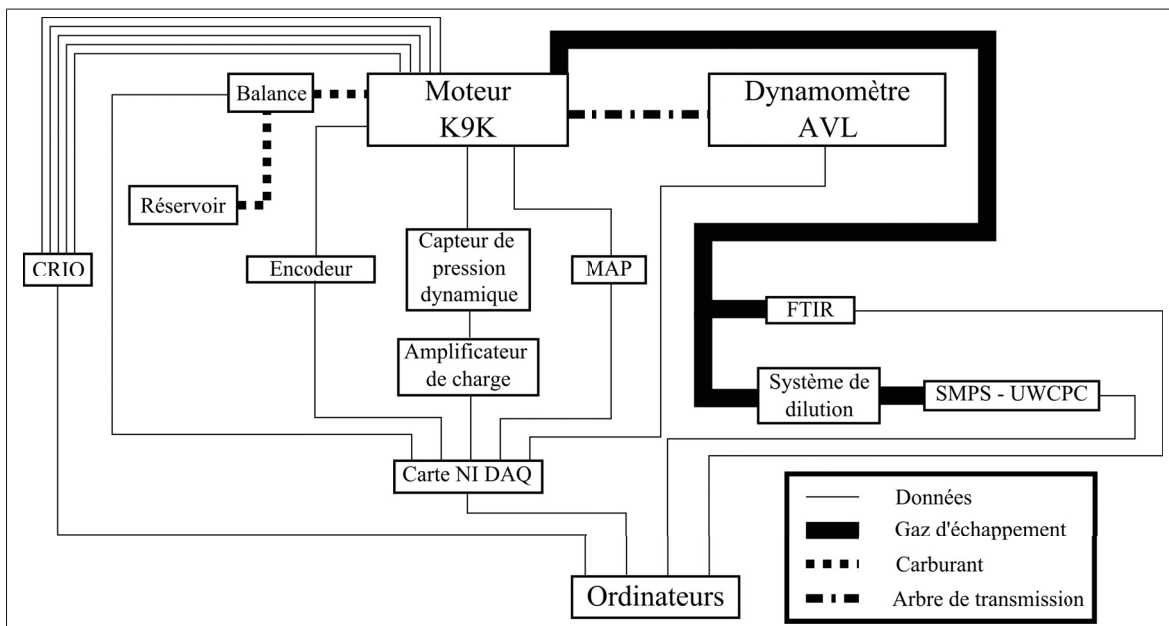 Balance
Moteur
K9K
Dynamomètre
AVL
Réservoir
CRIO
Encodeur
Capteur de
pression
dynamique
MAP
FTIR
Amplificateur
de charge
Système de
dilution
SMPS - UWCPC
Carte NI DAQ
Ordinateurs
Données
Gaz d'échappement
Carburant
Arbre de transmission